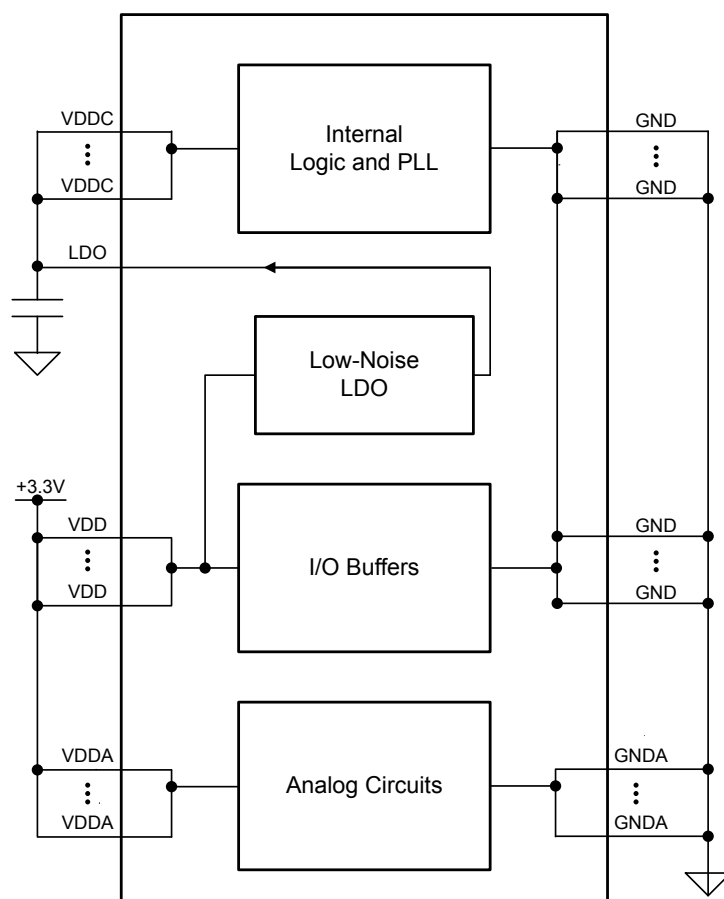 VDDC
Internal
Logic and PLL
GND
VDDC
GND
LDO
Low-Noise
LDO
+3.3V
VDD
GND
I/O Buffers
VDD
GND
VDDA
GNDA
Analog Circuits
VDDA
GNDA